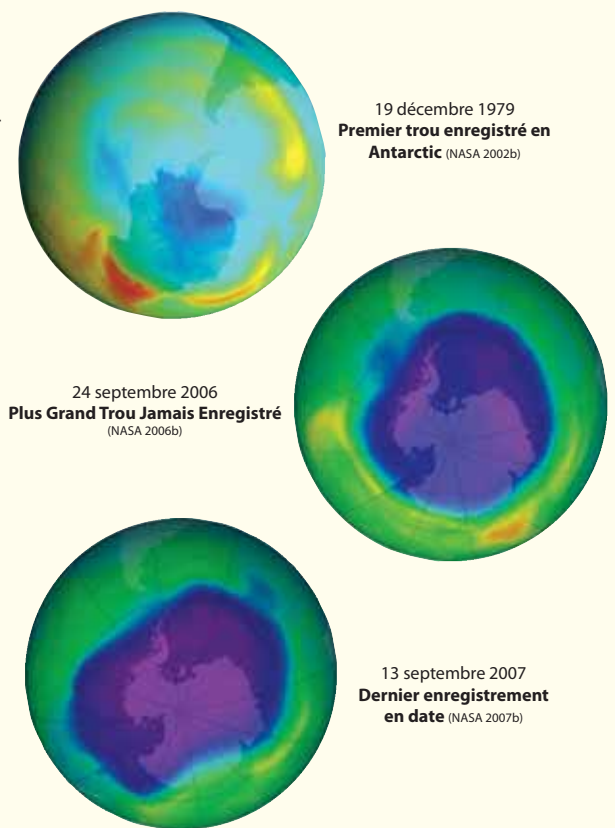 19 décembre 1979
Premier trou enregistré en
Antarctic (NASA 2002b)
24 septembre 2006
Plus Grand Trou Jamais Enregistré
(NASA 2006b)
13 septembre 2007
Dernier enregistrement
en date (NASA 2007b)